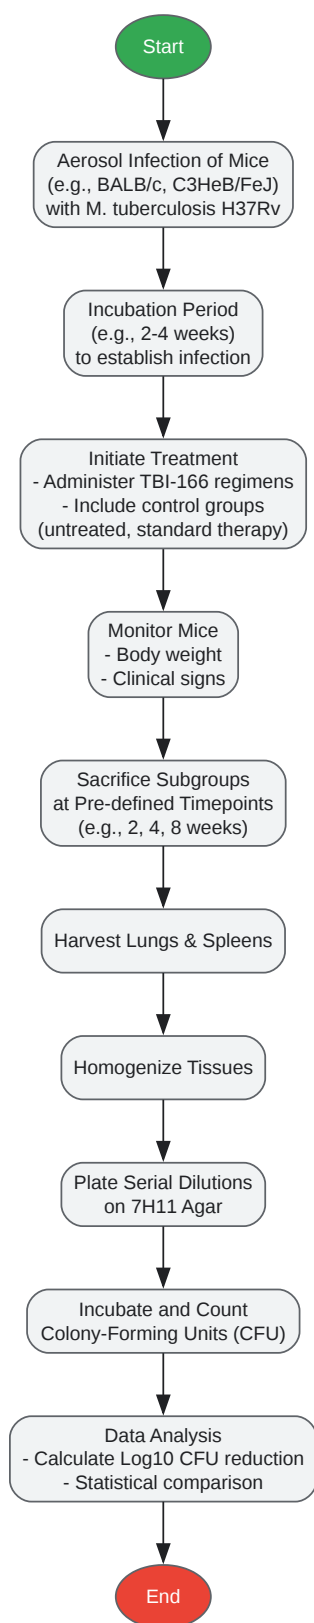 Start
Aerosol Infection of Mice
(e.g., BALB/c, C3HeB/FeJ)
with M. tuberculosis H37Rv
Incubation Period
(e.g., 2-4 weeks)
to establish infection
Initiate Treatment
- Administer TBI-166 regimens
- Include control groups
(untreated, standard therapy)
Monitor Mice
- Body weight
- Clinical signs
Sacrifice Subgroups
at Pre-defined Timepoints
(e.g., 2, 4, 8 weeks)
Harvest Lungs & Spleens
Homogenize Tissues
Plate Serial Dilutions
on 7H11 Agar
Incubate and Count
Colony-Forming Units (CFU)
Data Analysis
- Calculate Log10 CFU reduction
- Statistical comparison
End